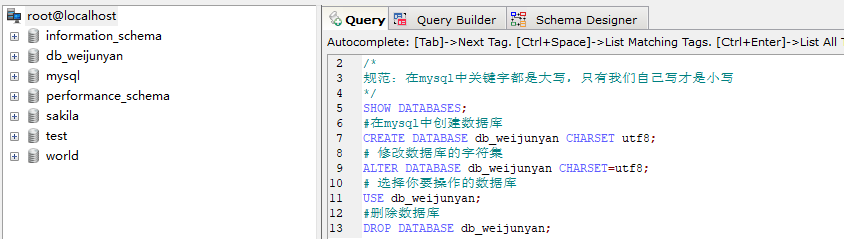 root@localhost
information_schema
db_weijunyan
mysql
performance_schema
sakila
test
world
Query
Query Builder
Schema Designer
Autocomplete: [Tab]->Next Tag. [Ctrl+Space]->List Matching Tags. [Ctrl+Enter]->List All T
2 /*
3 规范：在mysql中关键字都是大写，只有我们自己写才是小写
4 */
5 SHOW DATABASES;
6 #在mysql中创建数据库
7 CREATE DATABASE db_weijunyan CHARSET utf8;
8 # 修改数据库的字符集
9 ALTER DATABASE db_weijunyan CHARSET=utf8;
10 # 选择你要操作的数据库
11 USE db_weijunyan;
12 #删除数据库
13 DROP DATABASE db_weijunyan;